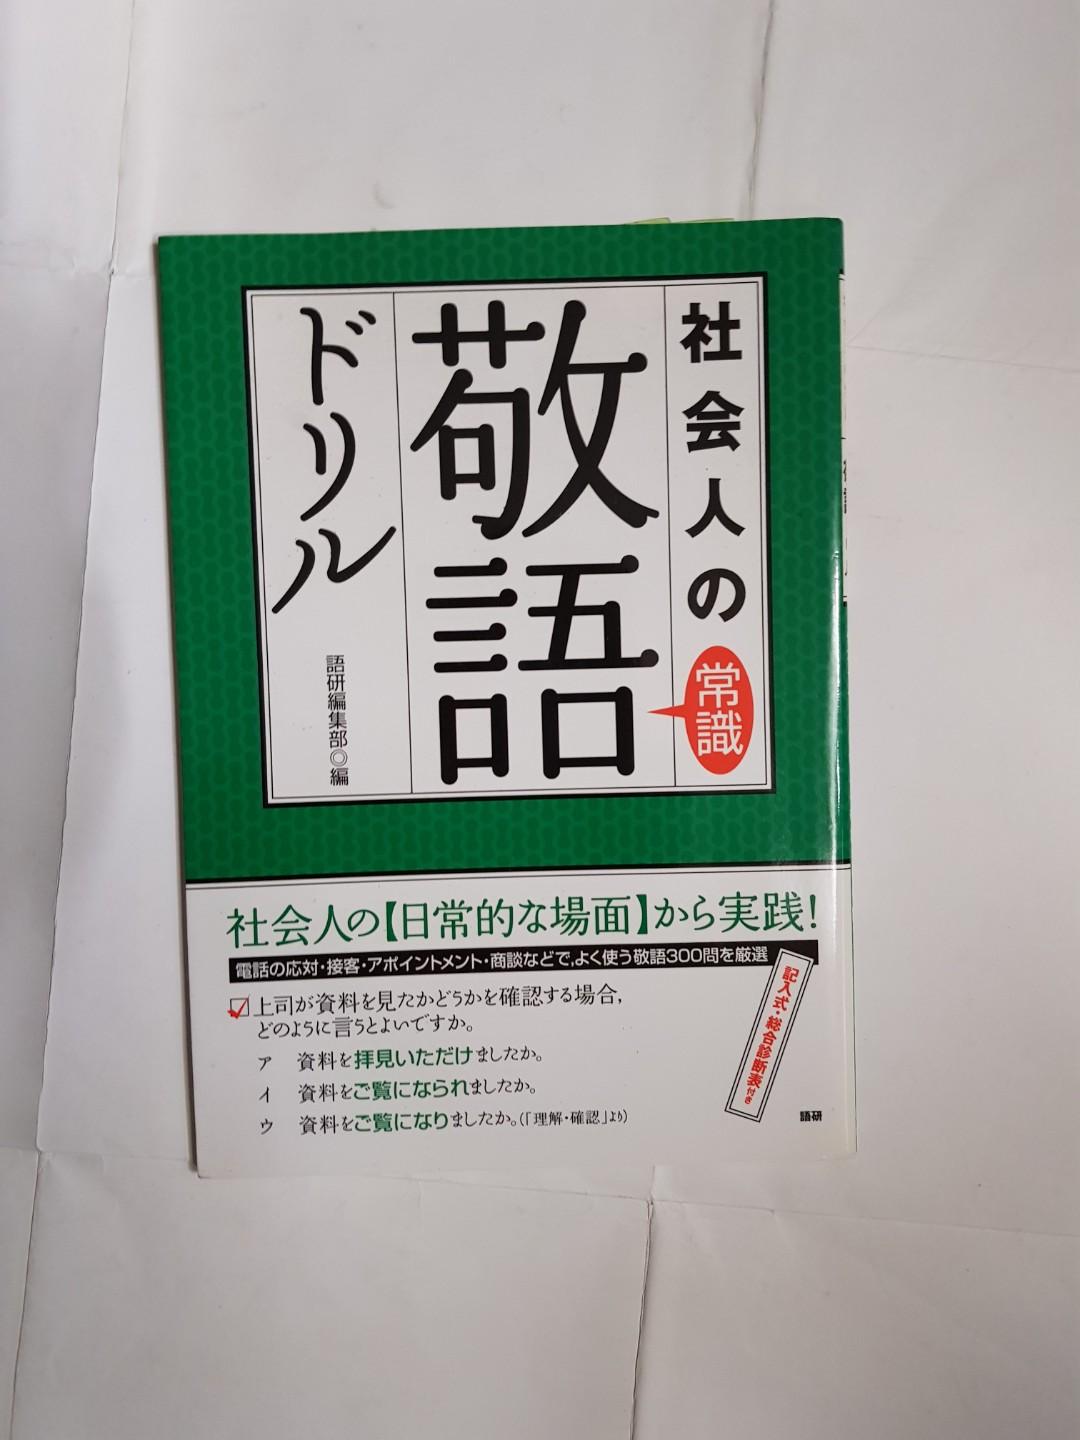 社会人の
常識
敬語
ドリル
語研編集部◎編
社会人の【日常的な場面】から実践!
電話の応対・接客・アポイントメント・商談などで,よく使う敬語300問を厳選
上司が資料を見たかどうかを確認する場合,
どのように言うとよいですか。
ア 資料を拝見いただけましたか。
イ 資料をご覧になられましたか。
ウ 資料をご覧になりましたか。(「理解・確認」より)
記入式・総合診断表付き
語研